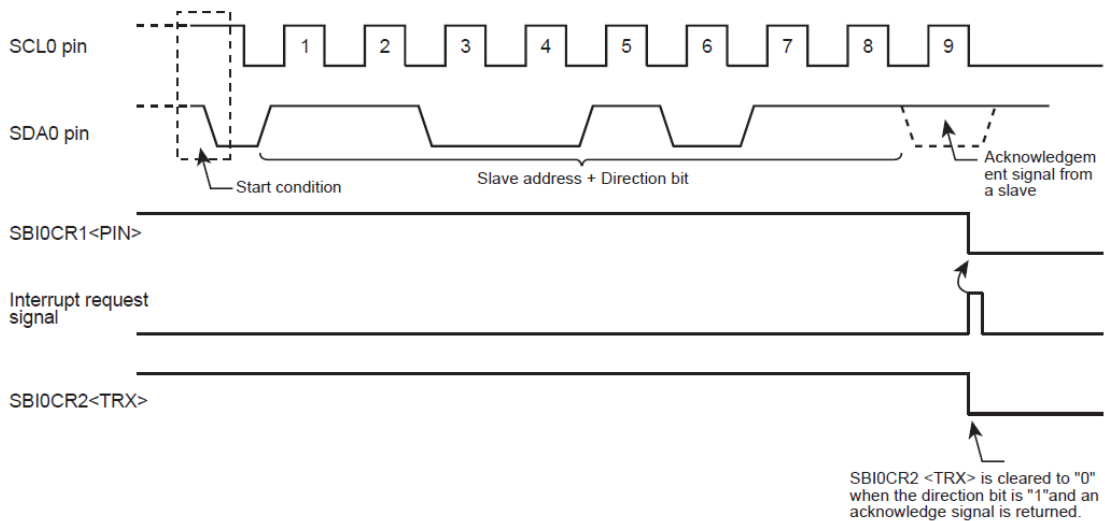 SCL0 pin
1 2 3 4 5 6 7 8 9
SDA0 pin
Start condition
Slave address + Direction bit
Acknowledgem
ent signal from
a slave
SBI0CR1<PIN>
Interrupt request
signal
SBI0CR2<TRX>
SBI0CR2 <TRX> is cleared to "0"
when the direction bit is "1"and an
acknowledge signal is returned.